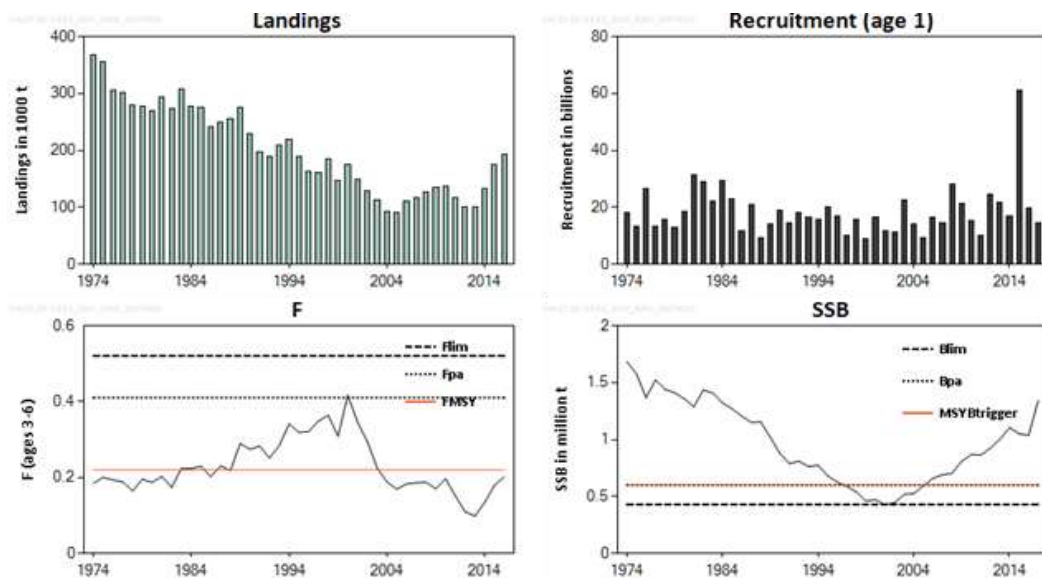 Landings
400
300
200
100
0
Landings in 1000 t
1974 1984 1994 2004 2014
Recruitment (age 1)
80
60
40
20
0
Recruitment in billions
1974 1984 1994 2004 2014
F
0.6
0.4
0.2
0
F (ages 3-6)
Flim
Fpa
FMSY
1974 1984 1994 2004 2014
SSB
2
1.5
1
0.5
0
SSB in million t
Blim
Bpa
MSYBtrigger
1974 1984 1994 2004 2014